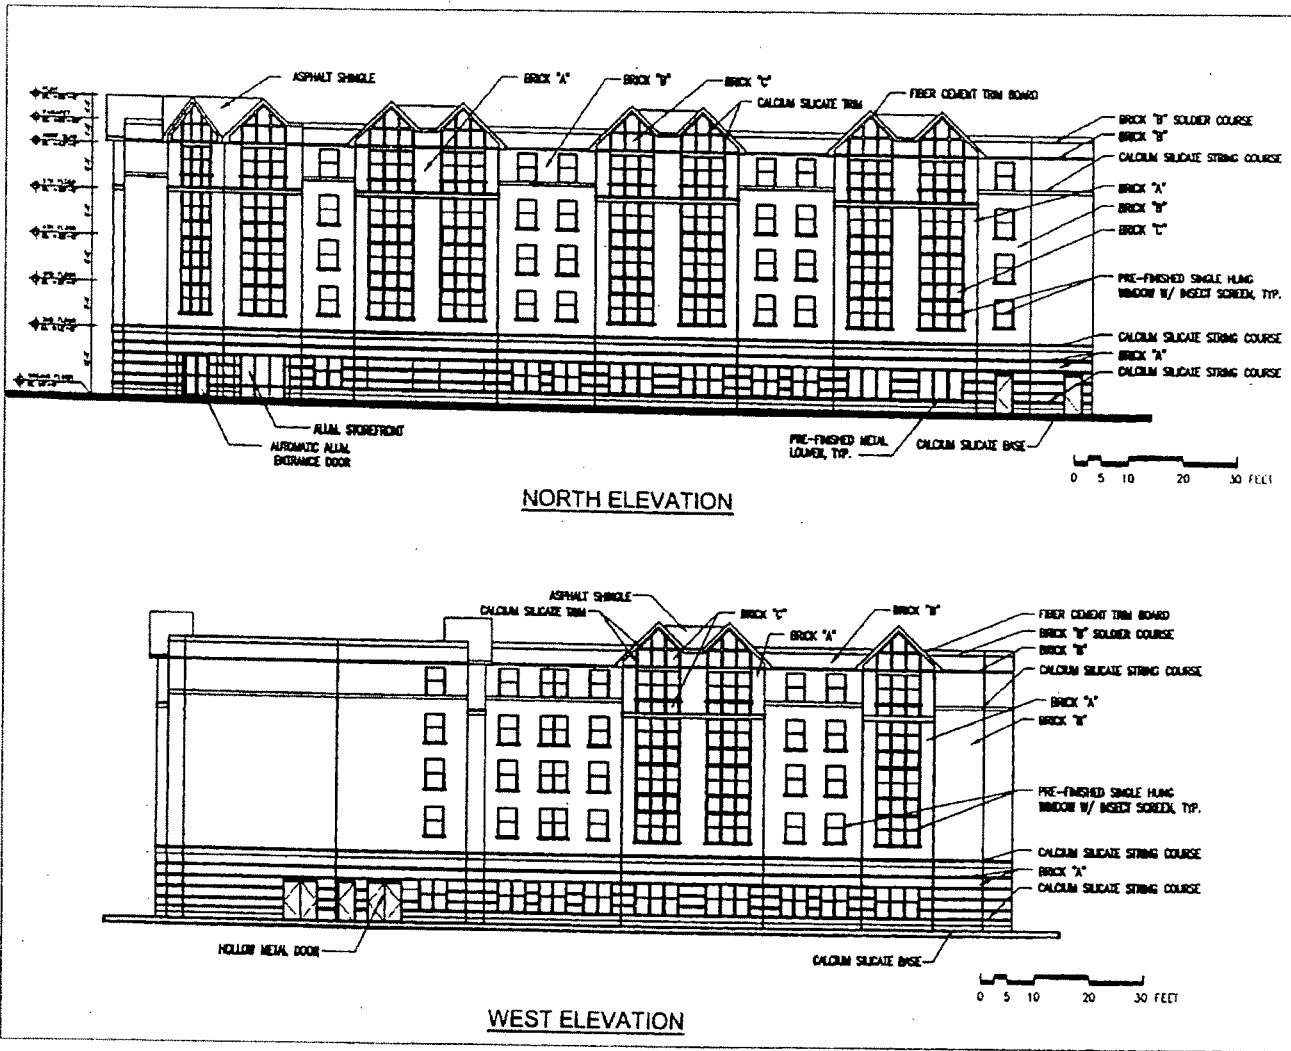 ASPHALT SHINGLE
BRICK "A"
BRICK "B"
BRICK "C"
CALCIUM SILICATE TRIM
FIBER CEMENT TRIM BOARD
BRICK "B" SOLDIER COURSE
BRICK "B"
CALCIUM SILICATE STRING COURSE
BRICK "A"
BRICK "B"
BRICK "C"
PRE-FINISHED SINGLE HUNG
WINDOW W/ INSECT SCREEN, TYP.
CALCIUM SILICATE STRING COURSE
BRICK "A"
CALCIUM SILICATE STRING COURSE
ALUM. STOREFRONT
AUTOMATIC ALUM.
ENTRANCE DOOR
PRE-FINISHED METAL
LOUVER, TYP.
CALCIUM SILICATE BASE
0 5 10 20 30 FEET
NORTH ELEVATION
ASPHALT SHINGLE
CALCIUM SILICATE TRIM
BRICK "C"
BRICK "A"
BRICK "B"
FIBER CEMENT TRIM BOARD
BRICK "B" SOLDIER COURSE
BRICK "B"
CALCIUM SILICATE STRING COURSE
BRICK "A"
BRICK "B"
PRE-FINISHED SINGLE HUNG
WINDOW W/ INSECT SCREEN, TYP.
CALCIUM SILICATE STRING COURSE
BRICK "A"
CALCIUM SILICATE STRING COURSE
HOLLOW METAL DOOR
CALCIUM SILICATE BASE
0 5 10 20 30 FEET
WEST ELEVATION